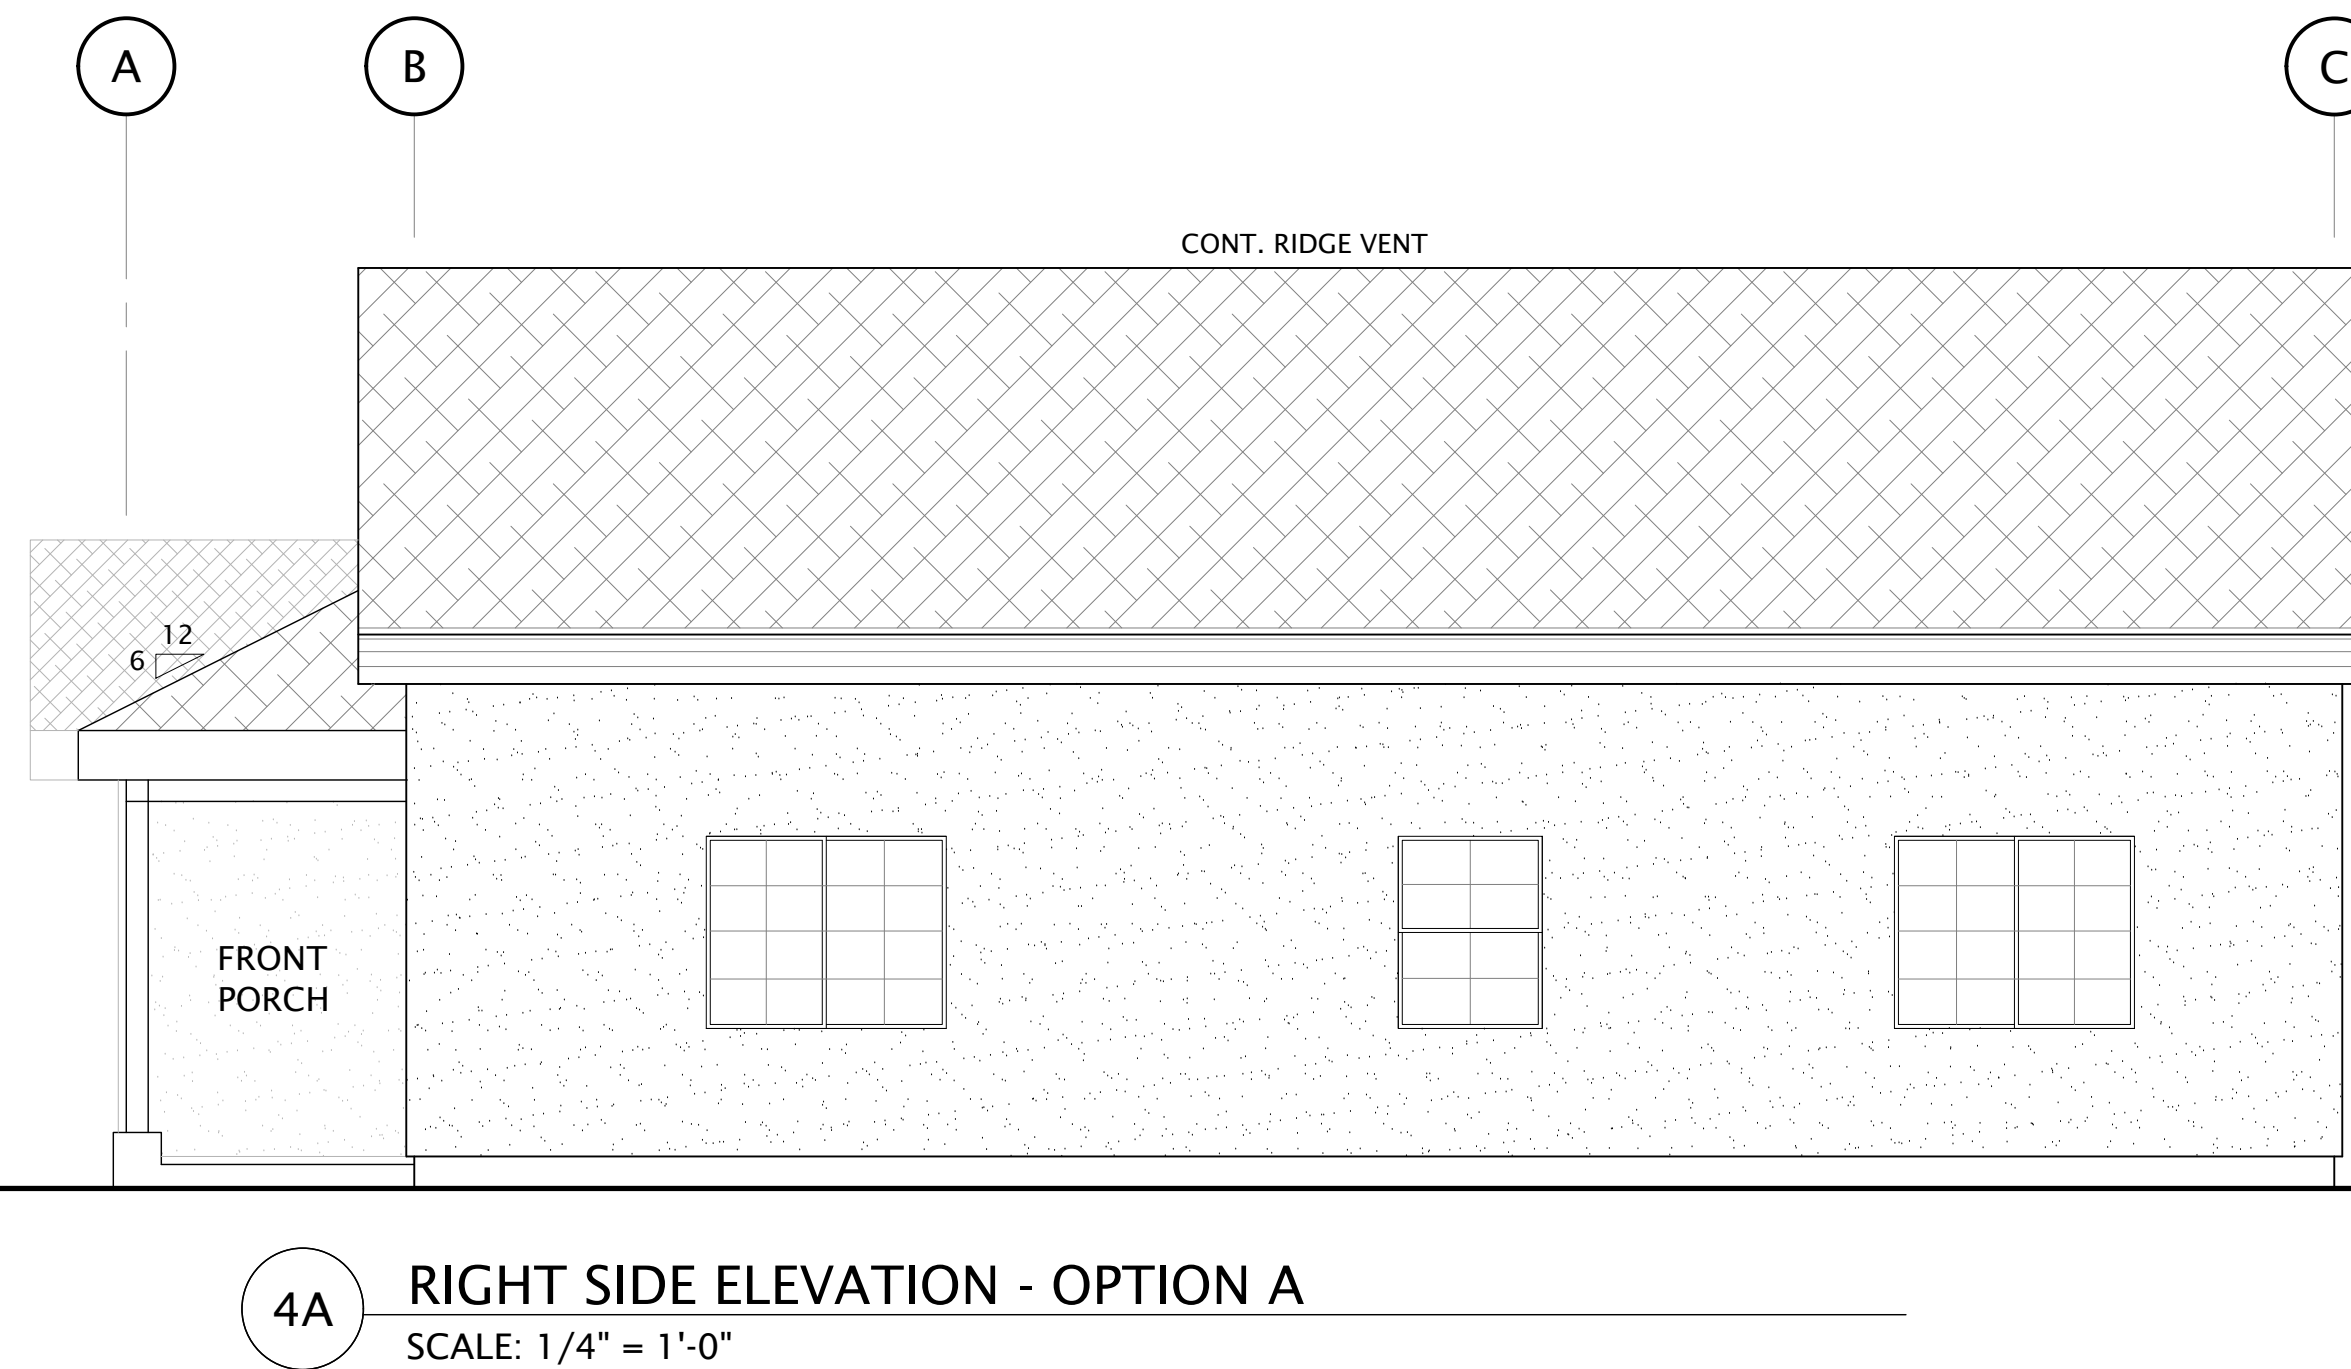 A
B
C
CONT. RIDGE VENT
12
6
FRONT
PORCH
4A
RIGHT SIDE ELEVATION - OPTION A
SCALE: 1/4" = 1'-0"